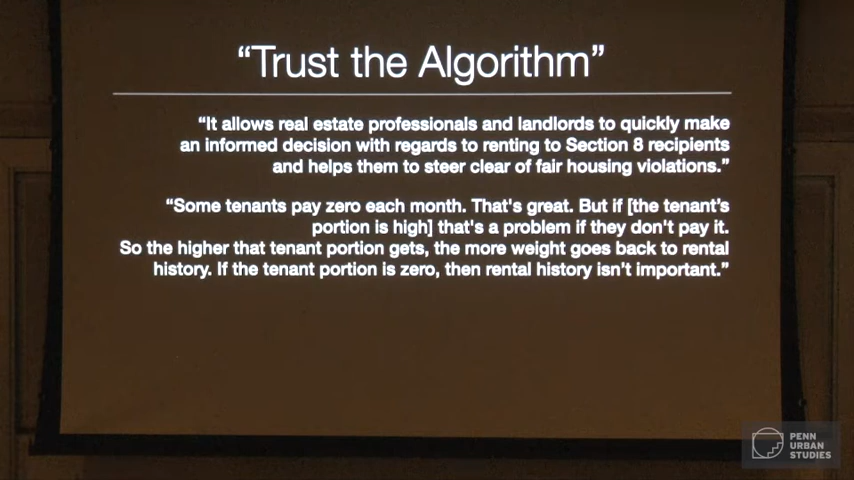 “Trust the Algorithm”
“It allows real estate professionals and landlords to quickly make
an informed decision with regards to renting to Section 8 recipients
and helps them to steer clear of fair housing violations.”
“Some tenants pay zero each month. That's great. But if [the tenant’s
portion is high] that's a problem if they don't pay it.
So the higher that tenant portion gets, the more weight goes back to rental
history. If the tenant portion is zero, then rental history isn’t important.”
PENN
URBAN
STUDIES